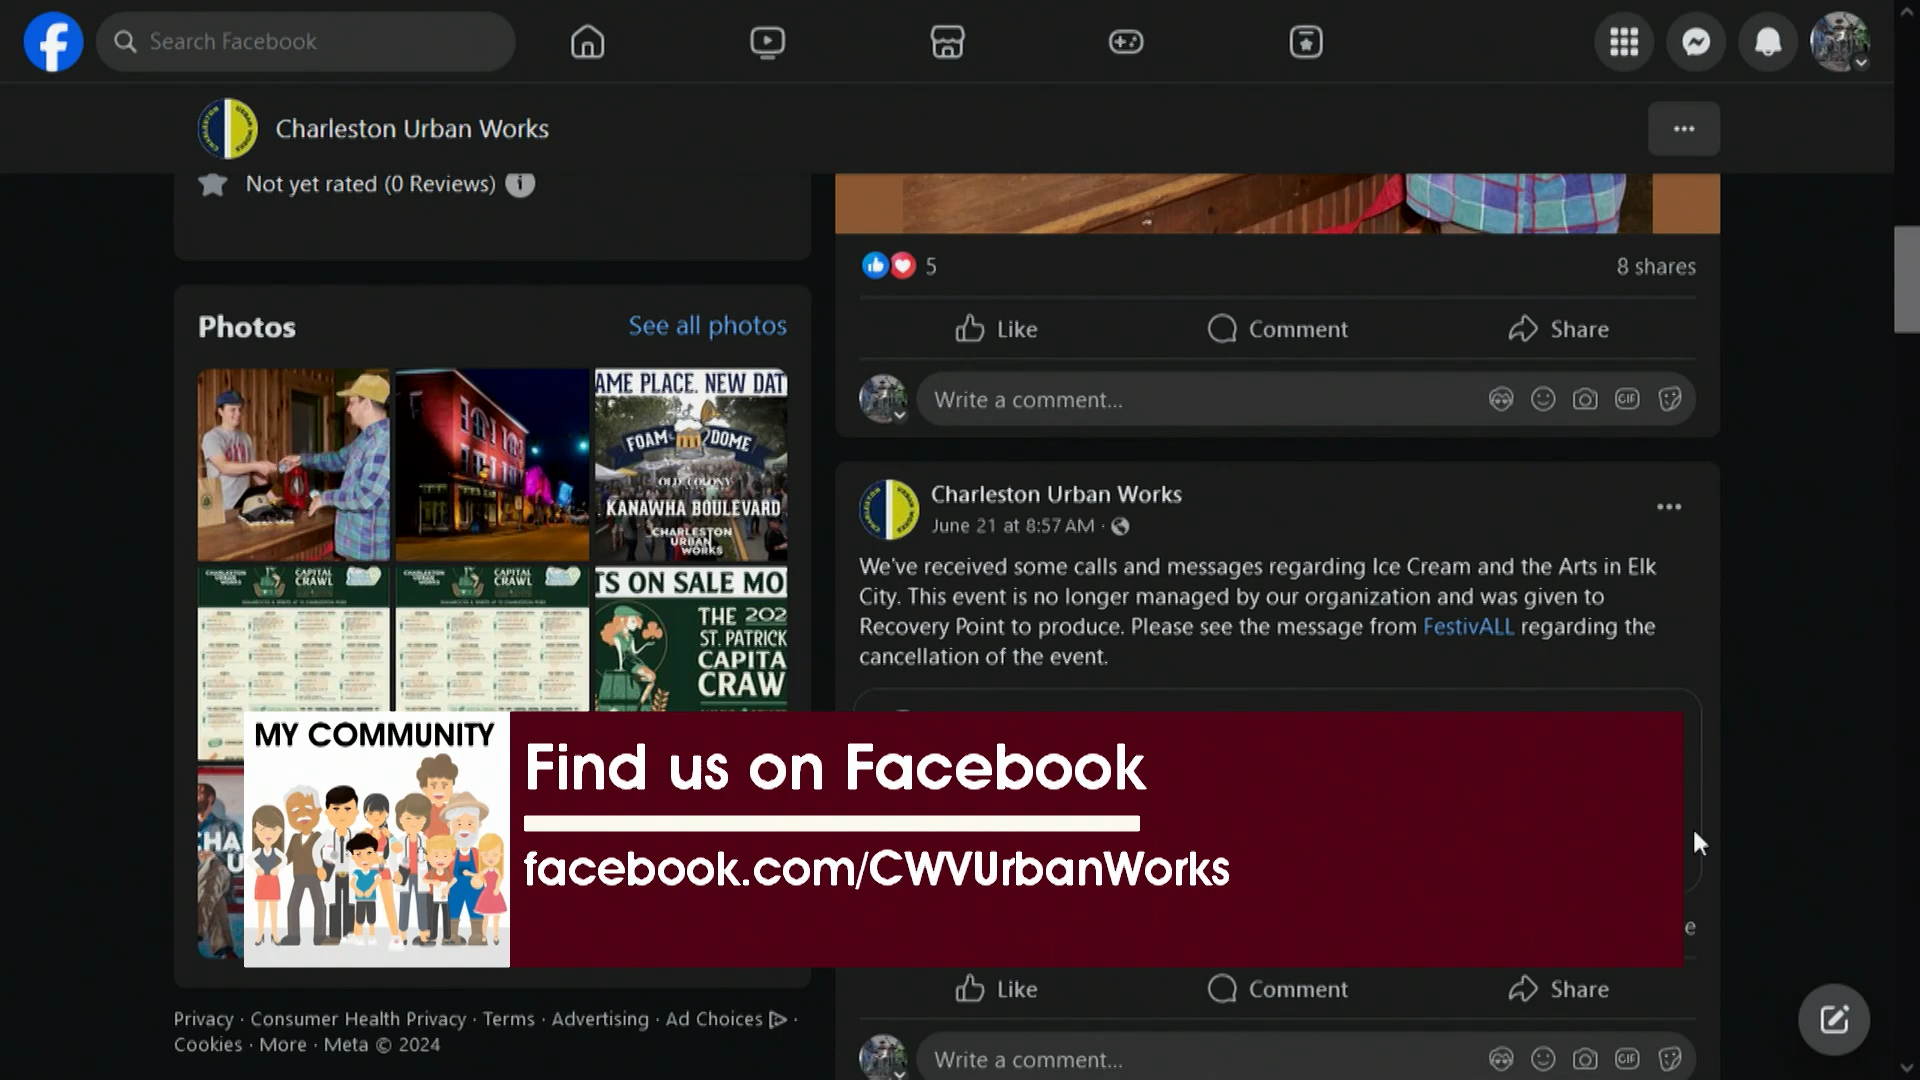 Search Facebook
Charleston Urban Works
Not yet rated (0 Reviews)
Photos
See all photos
AME PLACE. NEW DAT
FOAM DOME
OLD COLONY
KANAWHA BOULEVARD
CHARLESTON
URBAN
WORKS
CAPITAL
CRAWL
CAPITAL
CRAWL
TS ON SALE MO
THE 202
ST. PATRICK
CAPITA
CRAW
HA
U
5
8 shares
Like
Comment
Share
Write a comment...
GIF
Charleston Urban Works
June 21 at 8:57 AM ·
We've received some calls and messages regarding Ice Cream and the Arts in Elk
City. This event is no longer managed by our organization and was given to
Recovery Point to produce. Please see the message from FestivALL regarding the
cancellation of the event.
MY COMMUNITY
Find us on Facebook
facebook.com/CWVUrbanWorks
e
Like
Comment
Share
Write a comment...
GIF
Privacy · Consumer Health Privacy · Terms · Advertising · Ad Choices ·
Cookies · More · Meta © 2024